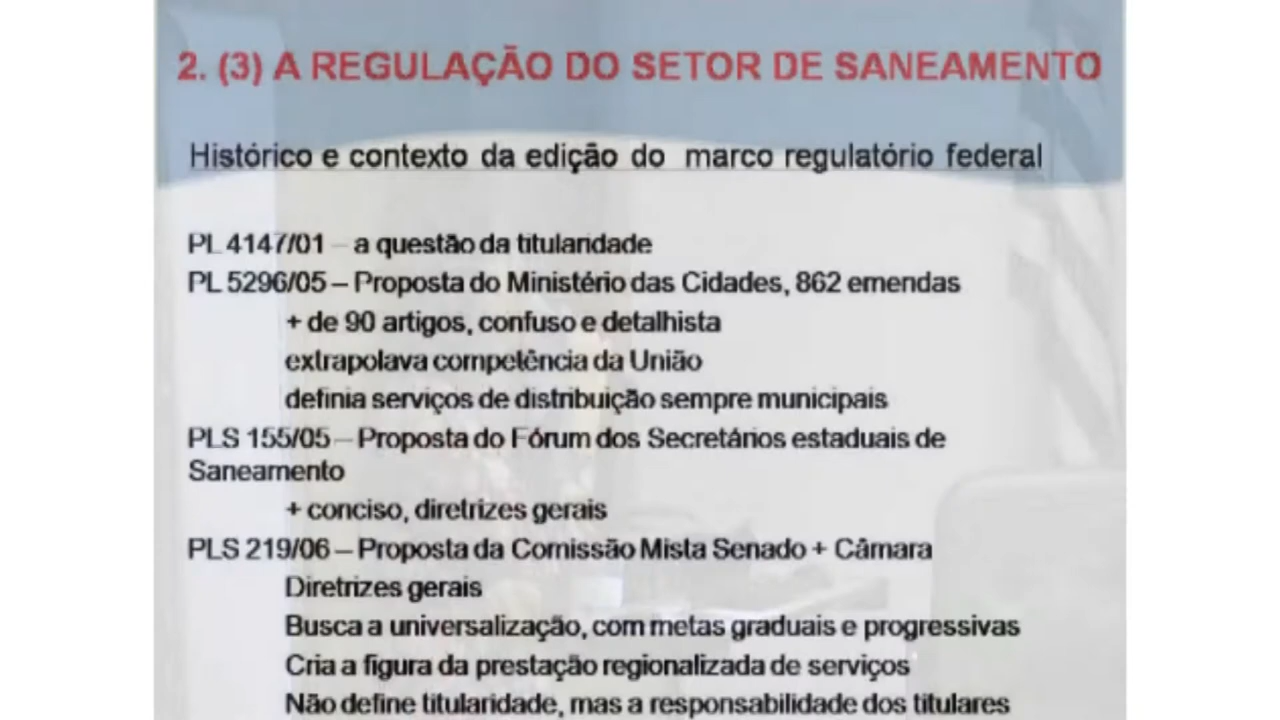 2. (3) A REGULAÇÃO DO SETOR DE SANEAMENTO
Histórico e contexto da edição do marco regulatório federal
PL 4147/01 – a questão da titularidade
PL 5296/05 – Proposta do Ministério das Cidades, 862 emendas
+ de 90 artigos, confuso e detalhista
extrapolava competência da União
definia serviços de distribuição sempre municipais
PLS 155/05 – Proposta do Fórum dos Secretários estaduais de
Saneamento
+ conciso, diretrizes gerais
PLS 219/06 – Proposta da Comissão Mista Senado + Câmara
Diretrizes gerais
Busca a universalização, com metas graduais e progressivas
Cria a figura da prestação regionalizada de serviços
Não define titularidade, mas a responsabilidade dos titulares